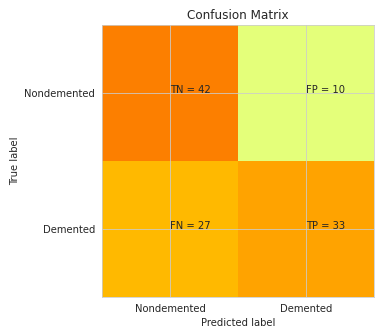 Confusion Matrix
True label
Nondemented
TN = 42
FP = 10
Demented
FN = 27
TP = 33
Nondemented
Demented
Predicted label